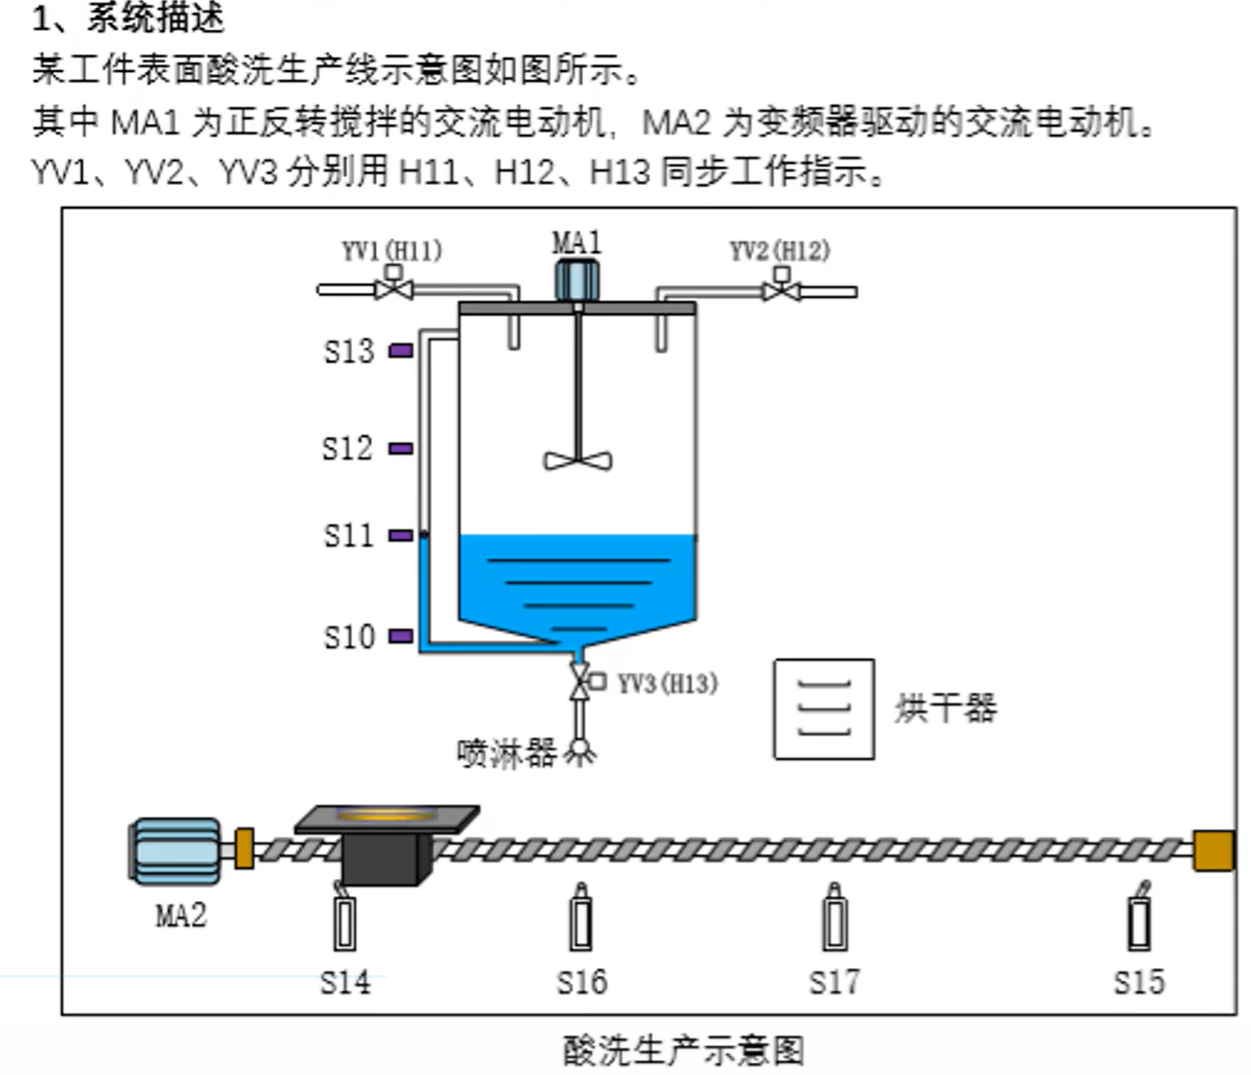 1、系统描述
某工件表面酸洗生产线示意图如图所示。
其中 MA1 为正反转搅拌的交流电动机，MA2 为变频器驱动的交流电动机。
YV1、YV2、YV3 分别用 H11、H12、H13 同步工作指示。
YV1(H11)
MA1
YV2(H12)
S13
S12
S11
S10
YV3(H13)
烘干器
喷淋器
MA2
S14
S16
S17
S15
酸洗生产示意图